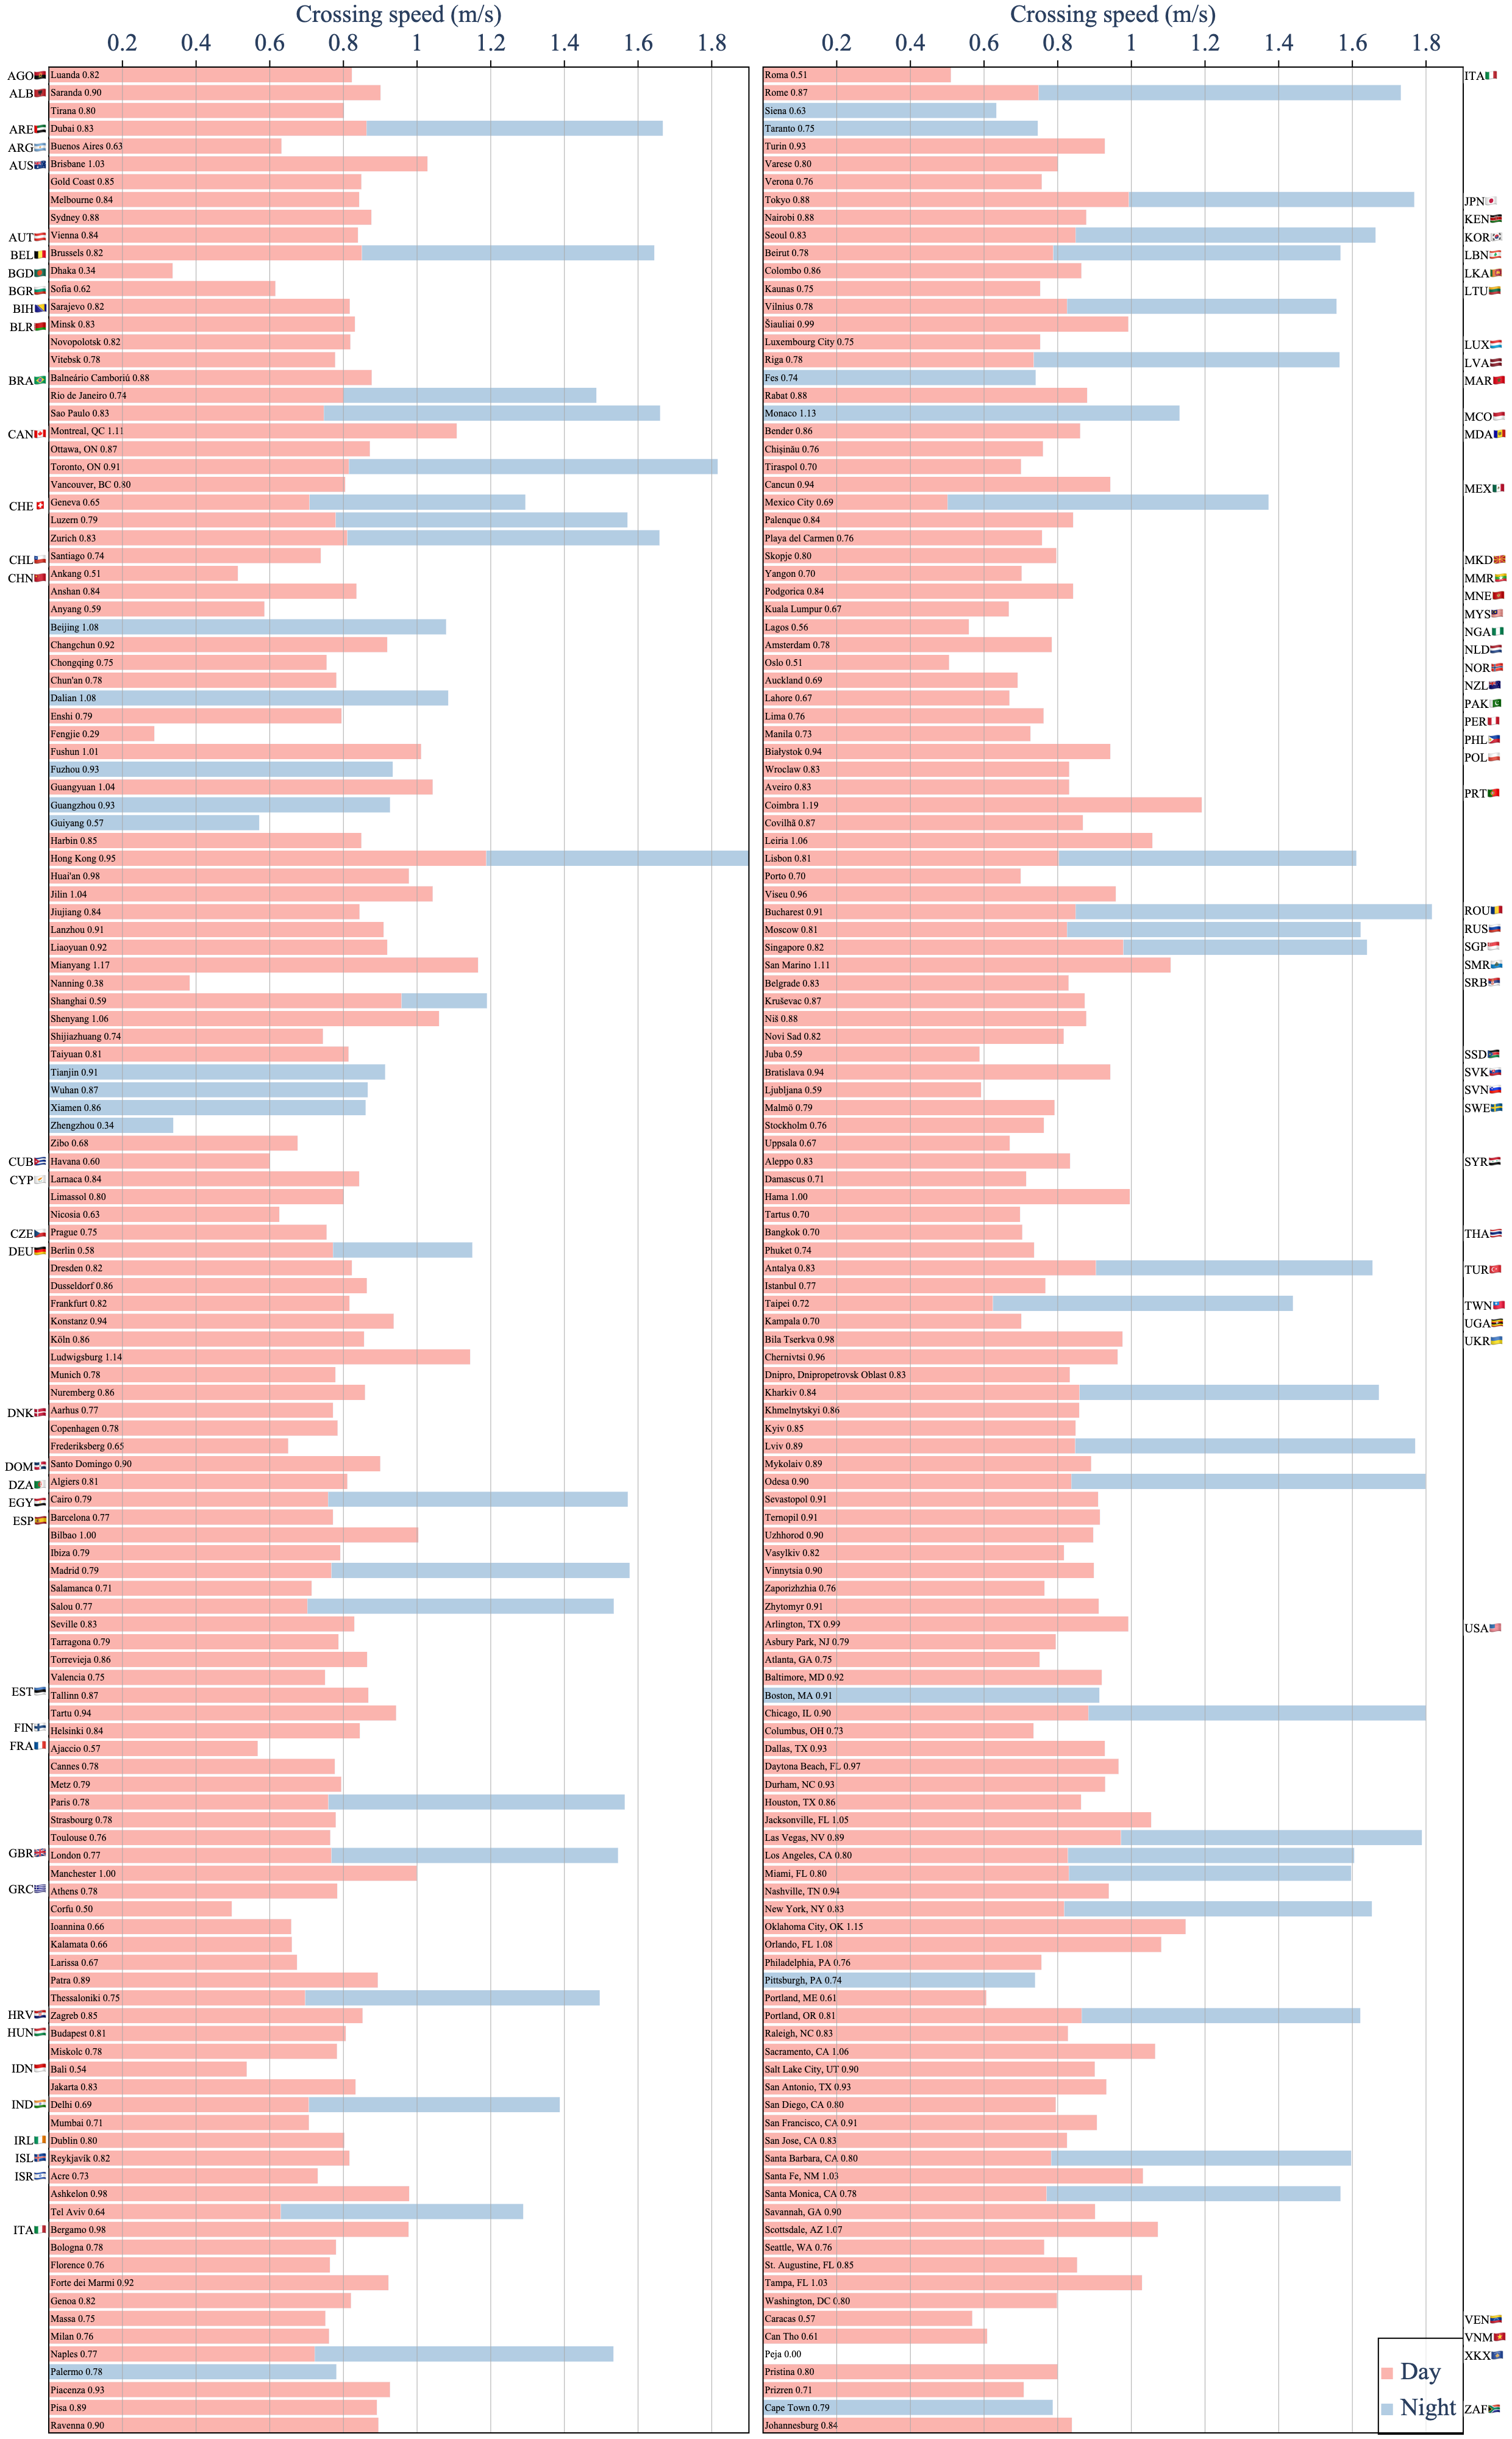 Crossing speed (m/s)
0.2 0.4 0.6 0.8 1 1.2 1.4 1.6 1.8
AGO Luanda 0.82
ALB Saranda 0.90
Tirana 0.80
ARE Dubai 0.83
ARG Buenos Aires 0.63
AUS Brisbane 1.03
Gold Coast 0.85
Melbourne 0.84
Sydney 0.88
AUT Vienna 0.84
BEL Brussels 0.82
BGD Dhaka 0.34
BGR Sofia 0.62
BIH Sarajevo 0.82
BLR Minsk 0.83
Novopolotsk 0.82
Vitebsk 0.78
BRA Balneário Camboriú 0.88
Rio de Janeiro 0.74
Sao Paulo 0.83
CAN Montreal, QC 1.11
Ottawa, ON 0.87
Toronto, ON 0.91
Vancouver, BC 0.80
CHE Geneva 0.65
Luzern 0.79
Zurich 0.83
CHL Santiago 0.74
CHN Ankang 0.51
Anshan 0.84
Anyang 0.59
Beijing 1.08
Changchun 0.92
Chongqing 0.75
Chun'an 0.78
Dalian 1.08
Enshi 0.79
Fengjie 0.29
Fushun 1.01
Fuzhou 0.93
Guangyuan 1.04
Guangzhou 0.93
Guiyang 0.57
Harbin 0.85
Hong Kong 0.95
Huai'an 0.98
Jilin 1.04
Jiujiang 0.84
Lanzhou 0.91
Liaoyuan 0.92
Mianyang 1.17
Nanning 0.38
Shanghai 0.59
Shenyang 1.06
Shijiazhuang 0.74
Taiyuan 0.81
Tianjin 0.91
Wuhan 0.87
Xiamen 0.86
Zhengzhou 0.34
Zibo 0.68
CUB Havana 0.60
CYP Larnaca 0.84
Limassol 0.80
Nicosia 0.63
CZE Prague 0.75
DEU Berlin 0.58
Dresden 0.82
Dusseldorf 0.86
Frankfurt 0.82
Konstanz 0.94
Köln 0.86
Ludwigsburg 1.14
Munich 0.78
Nuremberg 0.86
DNK Aarhus 0.77
Copenhagen 0.78
Frederiksberg 0.65
DOM Santo Domingo 0.90
DZA Algiers 0.81
EGY Cairo 0.79
ESP Barcelona 0.77
Bilbao 1.00
Ibiza 0.79
Madrid 0.79
Salamanca 0.71
Salou 0.77
Seville 0.83
Tarragona 0.79
Torrevieja 0.86
Valencia 0.75
EST Tallinn 0.87
Tartu 0.94
FIN Helsinki 0.84
FRA Ajaccio 0.57
Cannes 0.78
Metz 0.79
Paris 0.78
Strasbourg 0.78
Toulouse 0.76
GBR London 0.77
Manchester 1.00
GRC Athens 0.78
Corfu 0.50
Ioannina 0.66
Kalamata 0.66
Larissa 0.67
Patra 0.89
Thessaloniki 0.75
HRV Zagreb 0.85
HUN Budapest 0.81
Miskolc 0.78
IDN Bali 0.54
Jakarta 0.83
IND Delhi 0.69
Mumbai 0.71
IRL Dublin 0.80
ISL Reykjavik 0.82
ISR Acre 0.73
Ashkelon 0.98
Tel Aviv 0.64
ITA Bergamo 0.98
Bologna 0.78
Florence 0.76
Forte dei Marmi 0.92
Genoa 0.82
Massa 0.75
Milan 0.76
Naples 0.77
Palermo 0.78
Piacenza 0.93
Pisa 0.89
Ravenna 0.90
Crossing speed (m/s)
0.2 0.4 0.6 0.8 1 1.2 1.4 1.6 1.8
Roma 0.51 ITA
Rome 0.87
Siena 0.63
Taranto 0.75
Turin 0.93
Varese 0.80
Verona 0.76
Tokyo 0.88 JPN
Nairobi 0.88 KEN
Seoul 0.83 KOR
Beirut 0.78 LBN
Colombo 0.86 LKA
Kaunas 0.75 LTU
Vilnius 0.78
Šiauliai 0.99
Luxembourg City 0.75 LUX
Riga 0.78 LVA
Fes 0.74 MAR
Rabat 0.88
Monaco 1.13 MCO
Bender 0.86 MDA
Chișinău 0.76
Tiraspol 0.70
Cancun 0.94 MEX
Mexico City 0.69
Palenque 0.84
Playa del Carmen 0.76
Skopje 0.80 MKD
Yangon 0.70 MMR
Podgorica 0.84 MNE
Kuala Lumpur 0.67 MYS
Lagos 0.56 NGA
Amsterdam 0.78 NLD
Oslo 0.51 NOR
Auckland 0.69 NZL
Lahore 0.67 PAK
Lima 0.76 PER
Manila 0.73 PHL
Białystok 0.94 POL
Wroclaw 0.83
Aveiro 0.83 PRT
Coimbra 1.19
Covilhã 0.87
Leiria 1.06
Lisbon 0.81
Porto 0.70
Viseu 0.96
Bucharest 0.91 ROU
Moscow 0.81 RUS
Singapore 0.82 SGP
San Marino 1.11 SMR
Belgrade 0.83 SRB
Kruševac 0.87
Niš 0.88
Novi Sad 0.82
Juba 0.59 SSD
Bratislava 0.94 SVK
Ljubljana 0.59 SVN
Malmö 0.79 SWE
Stockholm 0.76
Uppsala 0.67
Aleppo 0.83 SYR
Damascus 0.71
Hama 1.00
Tartus 0.70
Bangkok 0.70 THA
Phuket 0.74
Antalya 0.83 TUR
Istanbul 0.77
Taipei 0.72 TWN
Kampala 0.70 UGA
Bila Tserkva 0.98 UKR
Chernivtsi 0.96
Dnipro, Dnipropetrovsk Oblast 0.83
Kharkiv 0.84
Khmelnytskyi 0.86
Kyiv 0.85
Lviv 0.89
Mykolaiv 0.89
Odesa 0.90
Sevastopol 0.91
Ternopil 0.91
Uzhhorod 0.90
Vasylkiv 0.82
Vinnytsia 0.90
Zaporizhzhia 0.76
Zhytomyr 0.91
Arlington, TX 0.99 USA
Asbury Park, NJ 0.79
Atlanta, GA 0.75
Baltimore, MD 0.92
Boston, MA 0.91
Chicago, IL 0.90
Columbus, OH 0.73
Dallas, TX 0.93
Daytona Beach, FL 0.97
Durham, NC 0.93
Houston, TX 0.86
Jacksonville, FL 1.05
Las Vegas, NV 0.89
Los Angeles, CA 0.80
Miami, FL 0.80
Nashville, TN 0.94
New York, NY 0.83
Oklahoma City, OK 1.15
Orlando, FL 1.08
Philadelphia, PA 0.76
Pittsburgh, PA 0.74
Portland, ME 0.61
Portland, OR 0.81
Raleigh, NC 0.83
Sacramento, CA 1.06
Salt Lake City, UT 0.90
San Antonio, TX 0.93
San Diego, CA 0.80
San Francisco, CA 0.91
San Jose, CA 0.83
Santa Barbara, CA 0.80
Santa Fe, NM 1.03
Santa Monica, CA 0.78
Savannah, GA 0.90
Scottsdale, AZ 1.07
Seattle, WA 0.76
St. Augustine, FL 0.85
Tampa, FL 1.03
Washington, DC 0.80
Caracas 0.57 VEN
Can Tho 0.61 VNM
Peja 0.00 XKX
Pristina 0.80
Prizren 0.71
Cape Town 0.79 ZAF
Johannesburg 0.84
Day
Night